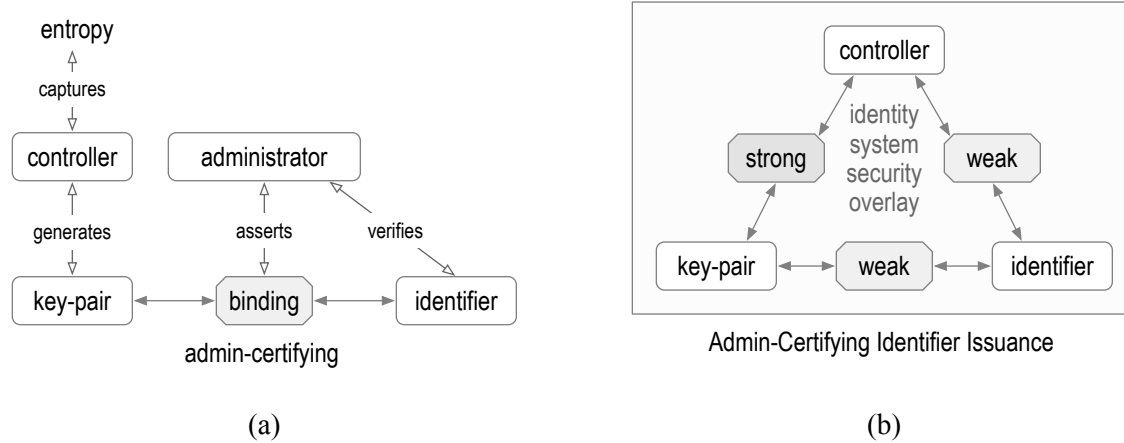 entropy
captures
controller
administrator
generates
asserts
verifies
key-pair
binding
identifier
admin-certifying
(a)
controller
identity
system
security
overlay
strong
weak
key-pair
weak
identifier
Admin-Certifying Identifier Issuance
(b)